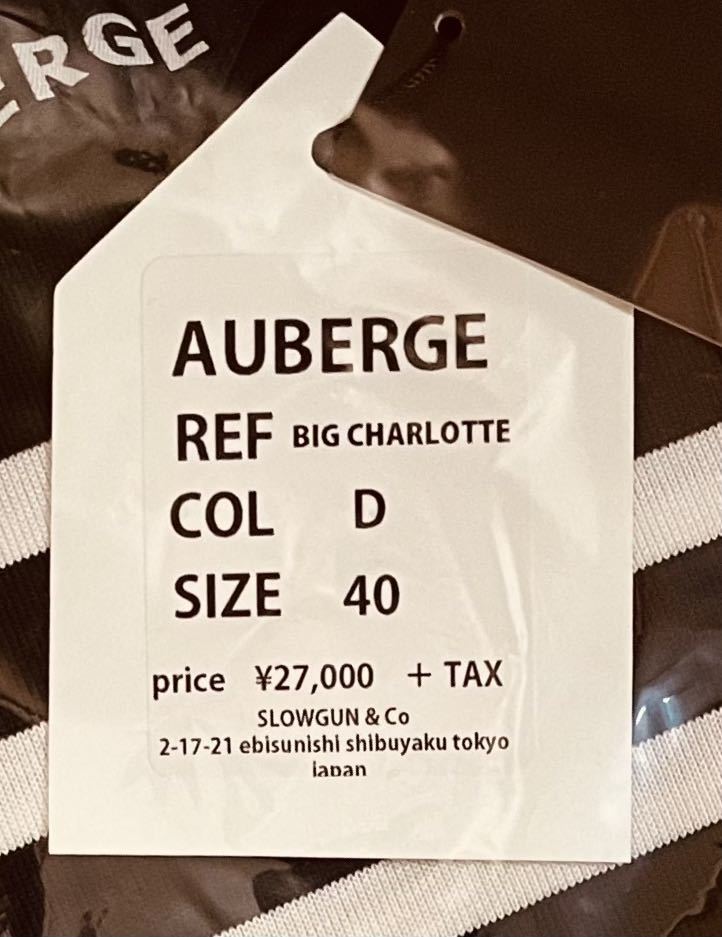 ERGE
AUBERGE
REF BIG CHARLOTTE
COL D
SIZE 40
price ¥27,000 + TAX
SLOWGUN & Co
2-17-21 ebisunishi shibuyaku tokyo
japan